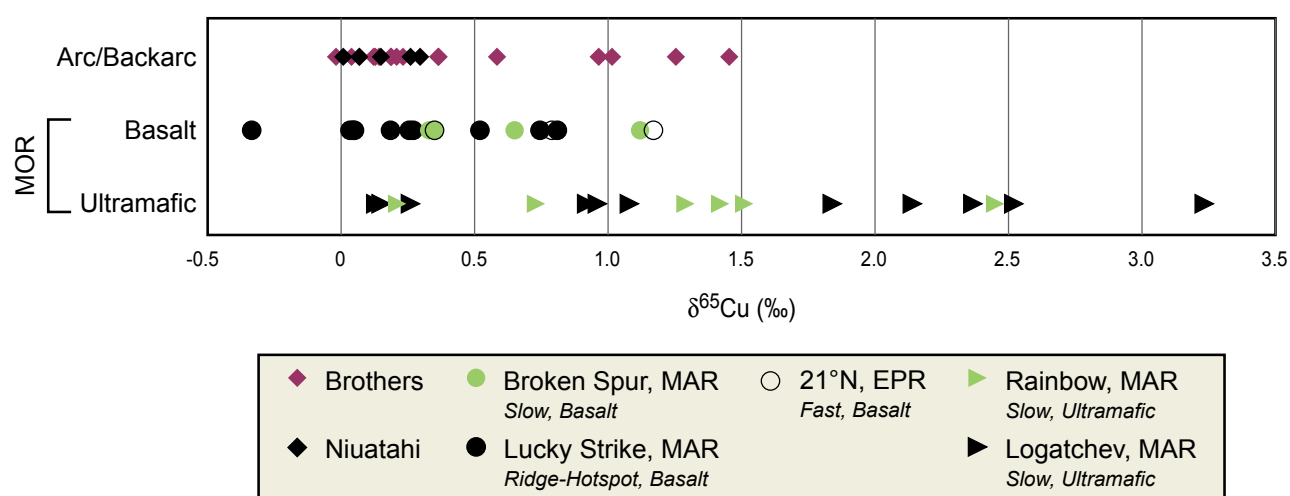 Arc/Backarc
MOR
Basalt
Ultramafic
-0.5 0 0.5 1.0 1.5 2.0 2.5 3.0 3.5
δ⁶⁵Cu (‰)
Brothers Broken Spur, MAR 21°N, EPR Rainbow, MAR
Slow, Basalt Fast, Basalt Slow, Ultramafic
Niuatahi Lucky Strike, MAR Logatchev, MAR
Ridge-Hotspot, Basalt Slow, Ultramafic